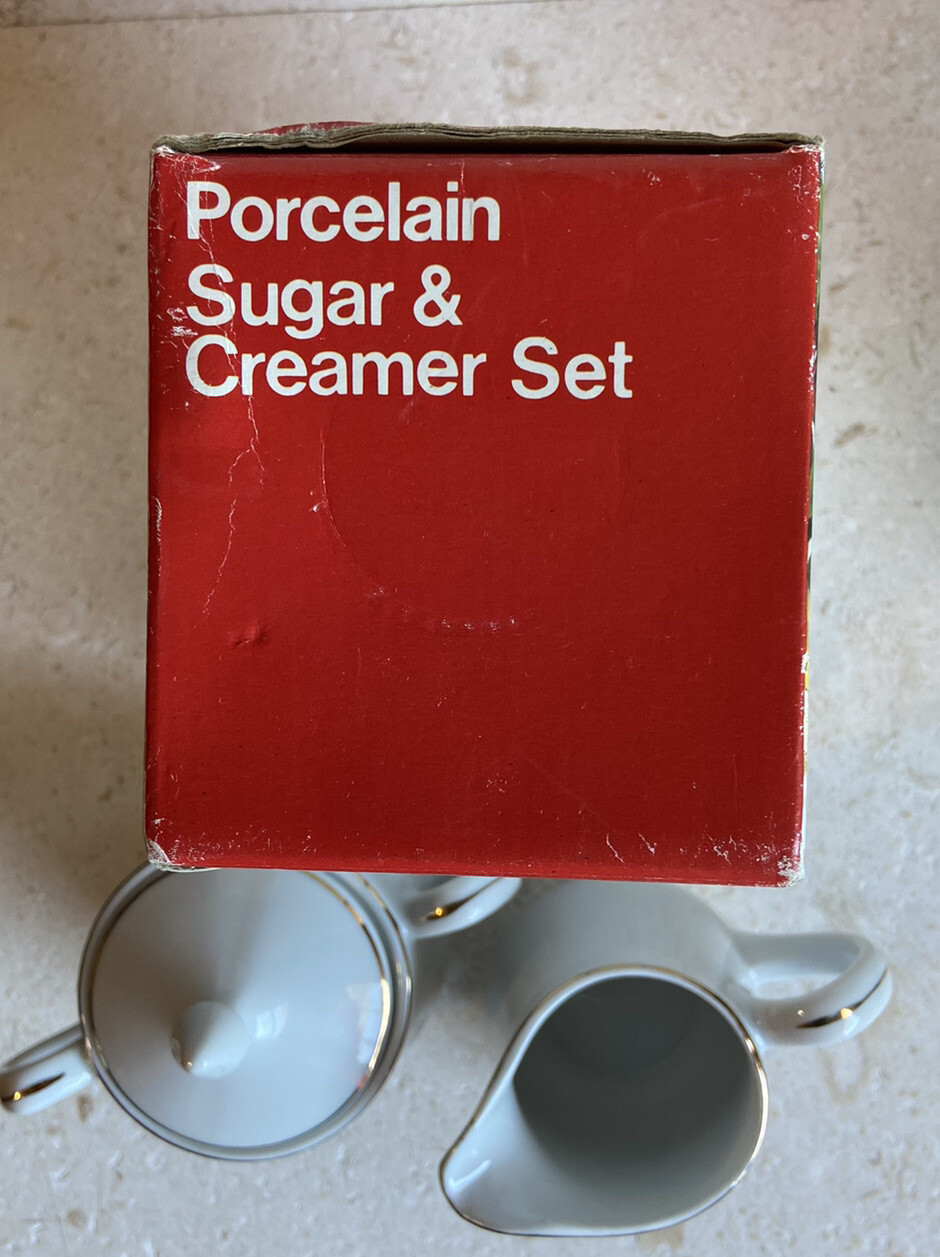 Porcelain
Sugar &
Creamer Set